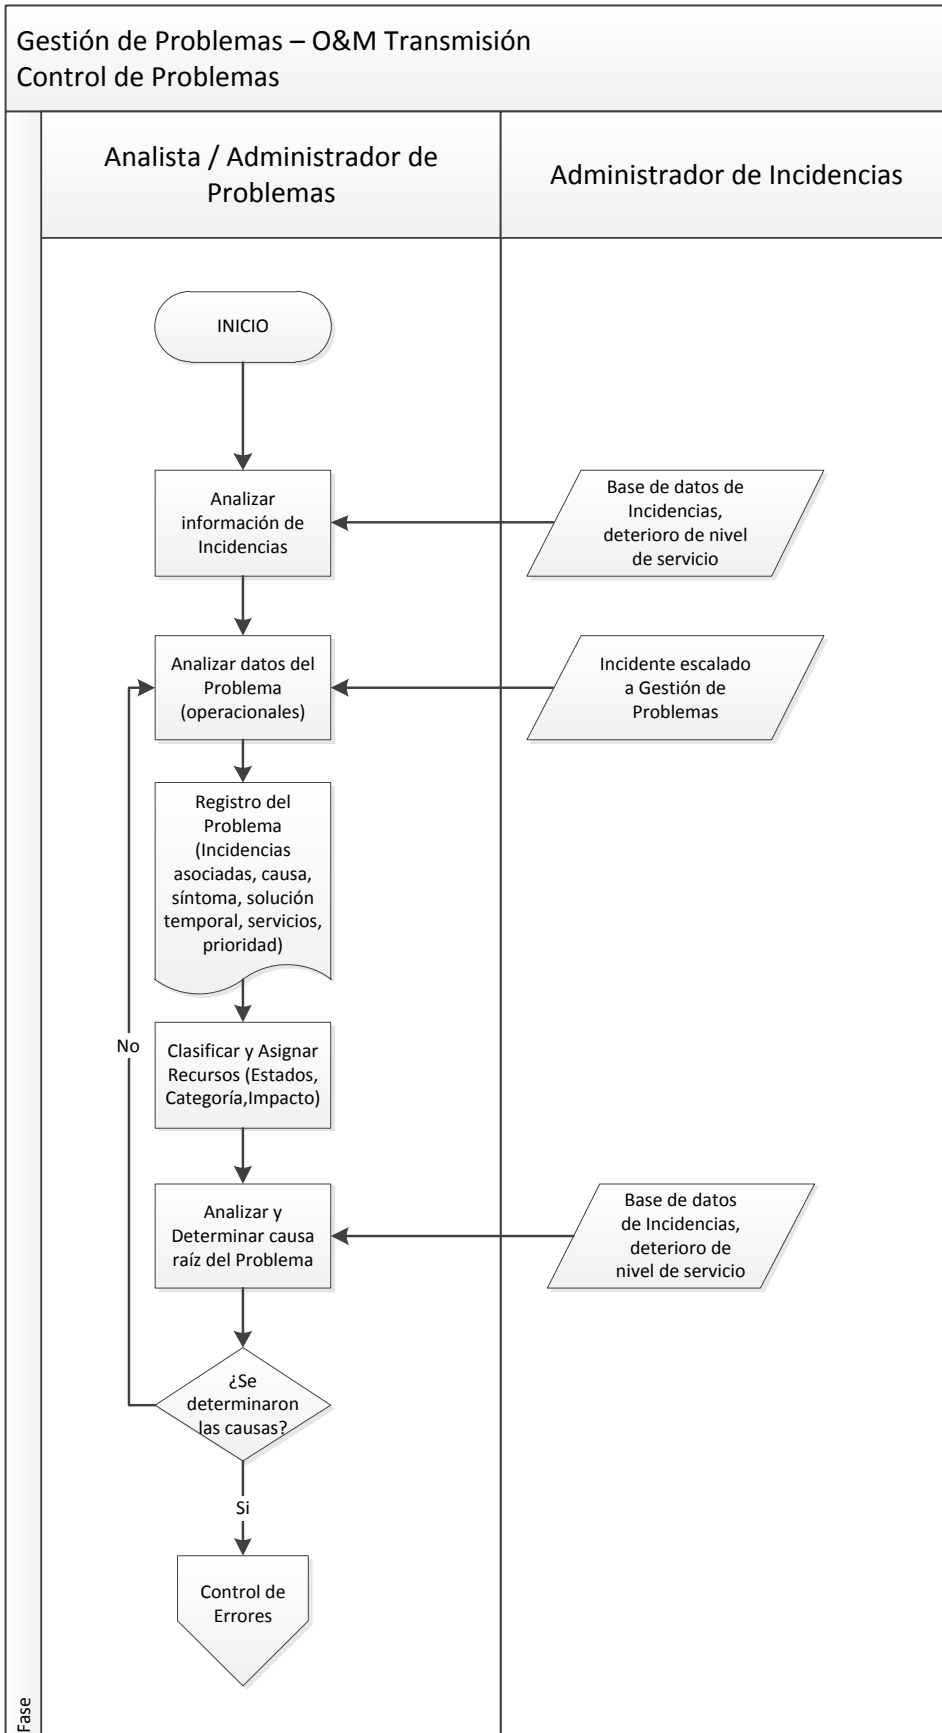 Gestión de Problemas – O&M Transmisión
Control de Problemas
Analista / Administrador de
Problemas
Administrador de Incidencias
INICIO
Analizar
información de
Incidencias
Base de datos de
Incidencias,
deterioro de nivel
de servicio
Analizar datos del
Problema
(operacionales)
Incidente escalado
a Gestión de
Problemas
Registro del
Problema
(Incidencias
asociadas, causa,
síntoma, solución
temporal, servicios,
prioridad)
No
Clasificar y Asignar
Recursos (Estados,
Categoría,Impacto)
Analizar y
Determinar causa
raíz del Problema
Base de datos
de Incidencias,
deterioro de
nivel de servicio
¿Se
determinaron
las causas?
Si
Control de
Errores
Fase